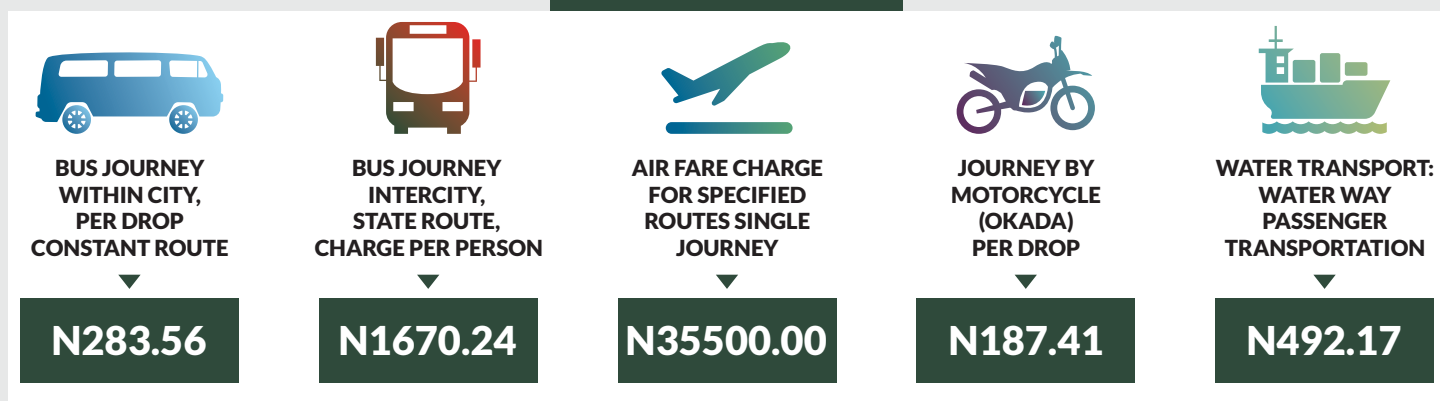 BUS JOURNEY
WITHIN CITY,
PER DROP
CONSTANT ROUTE
N283.56
BUS JOURNEY
INTERCITY,
STATE ROUTE,
CHARGE PER PERSON
N1670.24
AIR FARE CHARGE
FOR SPECIFIED
ROUTES SINGLE
JOURNEY
N35500.00
JOURNEY BY
MOTORCYCLE
(OKADA)
PER DROP
N187.41
WATER TRANSPORT:
WATER WAY
PASSENGER
TRANSPORTATION
N492.17